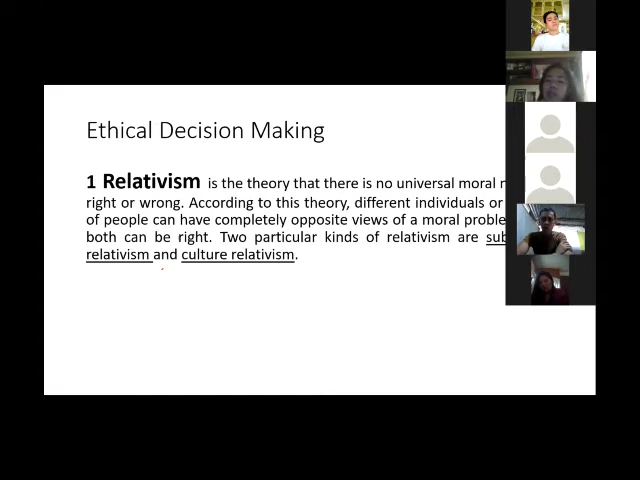 Ethical Decision Making
1 Relativism is the theory that there is no universal moral
right or wrong. According to this theory, different individuals or
of people can have completely opposite views of a moral
both can be right. Two particular kinds of relativism are
relativism and culture relativism.